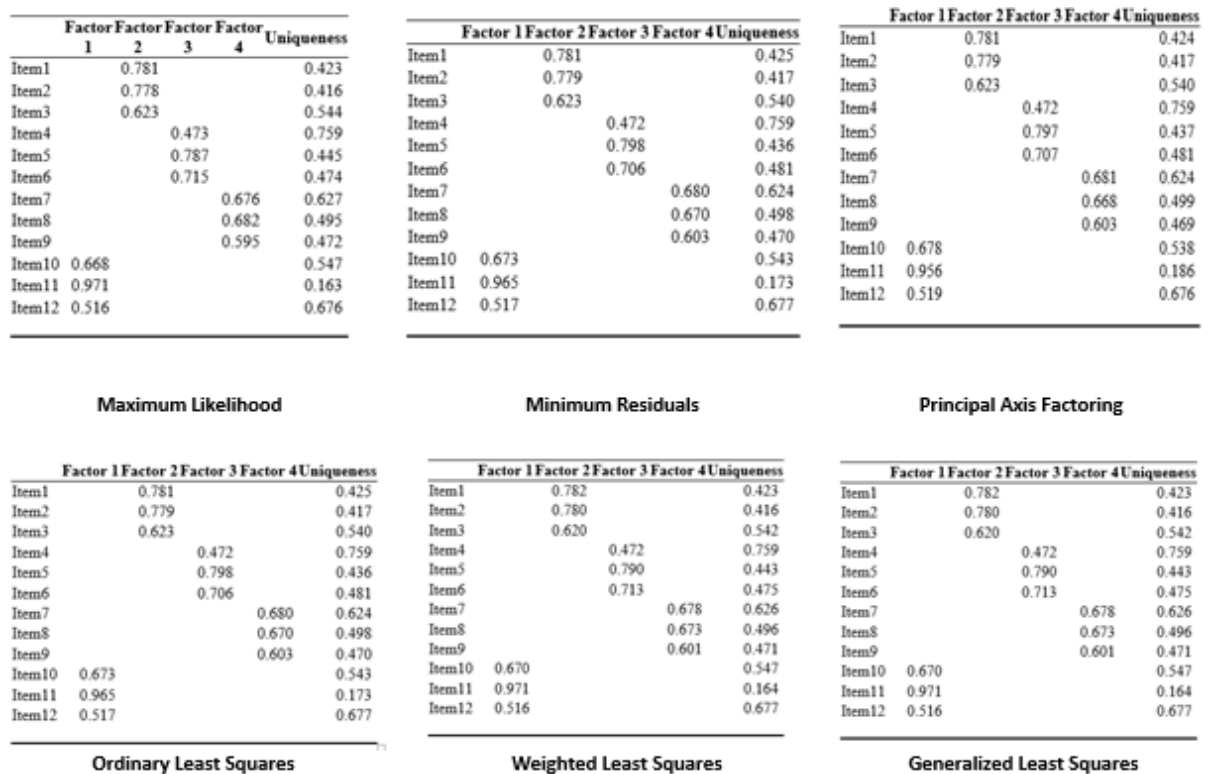 Factor Factor Factor Factor Uniqueness
1 2 3 4
Item1 0.781 0.423
Item2 0.778 0.416
Item3 0.623 0.544
Item4 0.473 0.759
Item5 0.787 0.445
Item6 0.715 0.474
Item7 0.676 0.627
Item8 0.682 0.495
Item9 0.595 0.472
Item10 0.668 0.547
Item11 0.971 0.163
Item12 0.516 0.676
Maximum Likelihood
Factor 1 Factor 2 Factor 3 Factor 4 Uniqueness
Item1 0.781 0.425
Item2 0.779 0.417
Item3 0.623 0.540
Item4 0.472 0.759
Item5 0.798 0.436
Item6 0.706 0.481
Item7 0.680 0.624
Item8 0.670 0.498
Item9 0.603 0.470
Item10 0.673 0.543
Item11 0.965 0.173
Item12 0.517 0.677
Minimum Residuals
Factor 1 Factor 2 Factor 3 Factor 4 Uniqueness
Item1 0.781 0.424
Item2 0.779 0.417
Item3 0.623 0.540
Item4 0.472 0.759
Item5 0.797 0.437
Item6 0.707 0.481
Item7 0.681 0.624
Item8 0.668 0.499
Item9 0.603 0.469
Item10 0.678 0.538
Item11 0.956 0.186
Item12 0.519 0.676
Principal Axis Factoring
Factor 1 Factor 2 Factor 3 Factor 4 Uniqueness
Item1 0.781 0.425
Item2 0.779 0.417
Item3 0.623 0.540
Item4 0.472 0.759
Item5 0.798 0.436
Item6 0.706 0.481
Item7 0.680 0.624
Item8 0.670 0.498
Item9 0.603 0.470
Item10 0.673 0.543
Item11 0.965 0.173
Item12 0.517 0.677
Ordinary Least Squares
Factor 1 Factor 2 Factor 3 Factor 4 Uniqueness
Item1 0.782 0.423
Item2 0.780 0.416
Item3 0.620 0.542
Item4 0.472 0.759
Item5 0.790 0.443
Item6 0.713 0.475
Item7 0.678 0.626
Item8 0.673 0.496
Item9 0.601 0.471
Item10 0.670 0.547
Item11 0.971 0.164
Item12 0.516 0.677
Weighted Least Squares
Factor 1 Factor 2 Factor 3 Factor 4 Uniqueness
Item1 0.782 0.423
Item2 0.780 0.416
Item3 0.620 0.542
Item4 0.472 0.759
Item5 0.790 0.443
Item6 0.713 0.475
Item7 0.678 0.626
Item8 0.673 0.496
Item9 0.601 0.471
Item10 0.670 0.547
Item11 0.971 0.164
Item12 0.516 0.677
Generalized Least Squares